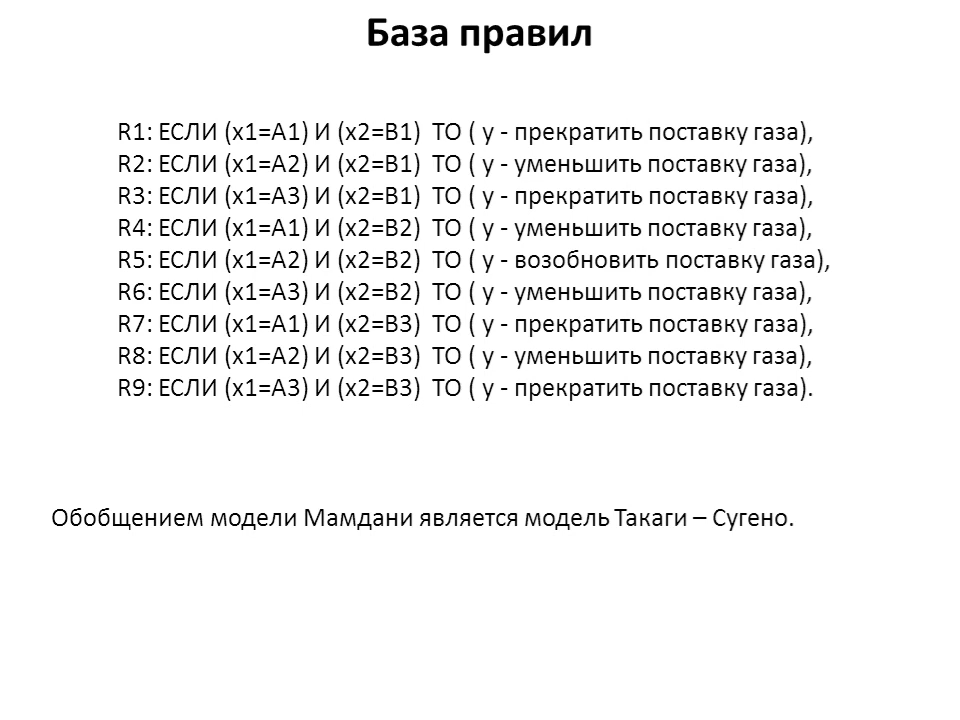 База правил
R1: ЕСЛИ (x1=A1) И (x2=B1) ТО ( y - прекратить поставку газа),
R2: ЕСЛИ (x1=A2) И (x2=B1) ТО ( y - уменьшить поставку газа),
R3: ЕСЛИ (x1=A3) И (x2=B1) ТО ( y - прекратить поставку газа),
R4: ЕСЛИ (x1=A1) И (x2=B2) ТО ( y - уменьшить поставку газа),
R5: ЕСЛИ (x1=A2) И (x2=B2) ТО ( y - возобновить поставку газа),
R6: ЕСЛИ (x1=A3) И (x2=B2) ТО ( y - уменьшить поставку газа),
R7: ЕСЛИ (x1=A1) И (x2=B3) ТО ( y - прекратить поставку газа),
R8: ЕСЛИ (x1=A2) И (x2=B3) ТО ( y - уменьшить поставку газа),
R9: ЕСЛИ (x1=A3) И (x2=B3) ТО ( y - прекратить поставку газа).
Обобщением модели Мамдани является модель Такаги – Сугено.